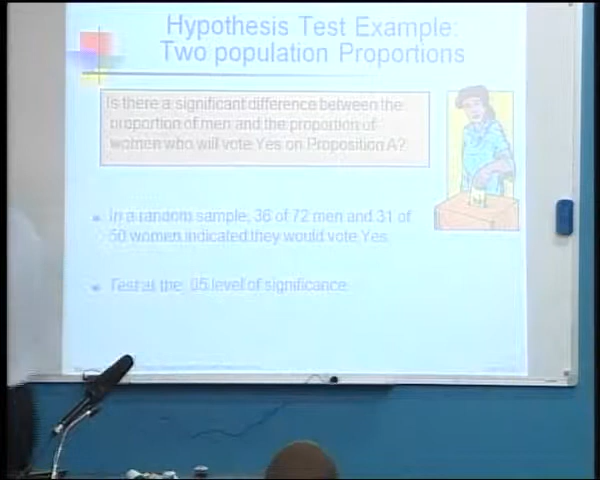 Hypothesis Test Example:
Two population Proportions
Is there a significant difference between the
proportion of men and the proportion of
women who will vote Yes on Proposition A?
In a random sample, 36 of 72 men and 31 of
50 women indicated they would vote Yes
Test at the .05 level of significance